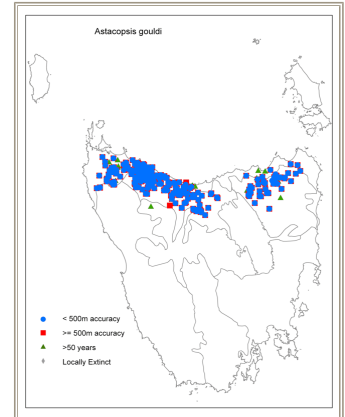 Astacopsis gouldi
< 500m accuracy
>= 500m accuracy
>50 years
Locally Extinct